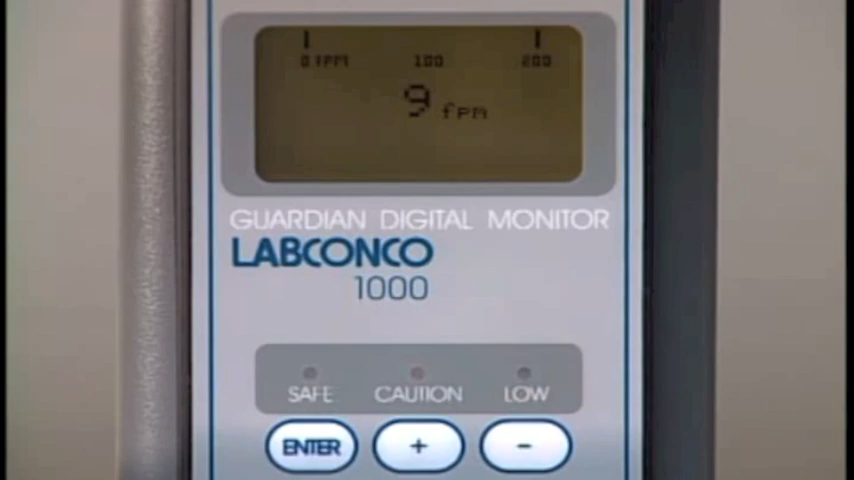 0 FPM 100 200
9 fpm
GUARDIAN DIGITAL MONITOR
LABCONCO
1000
SAFE CAUTION LOW
ENTER + -